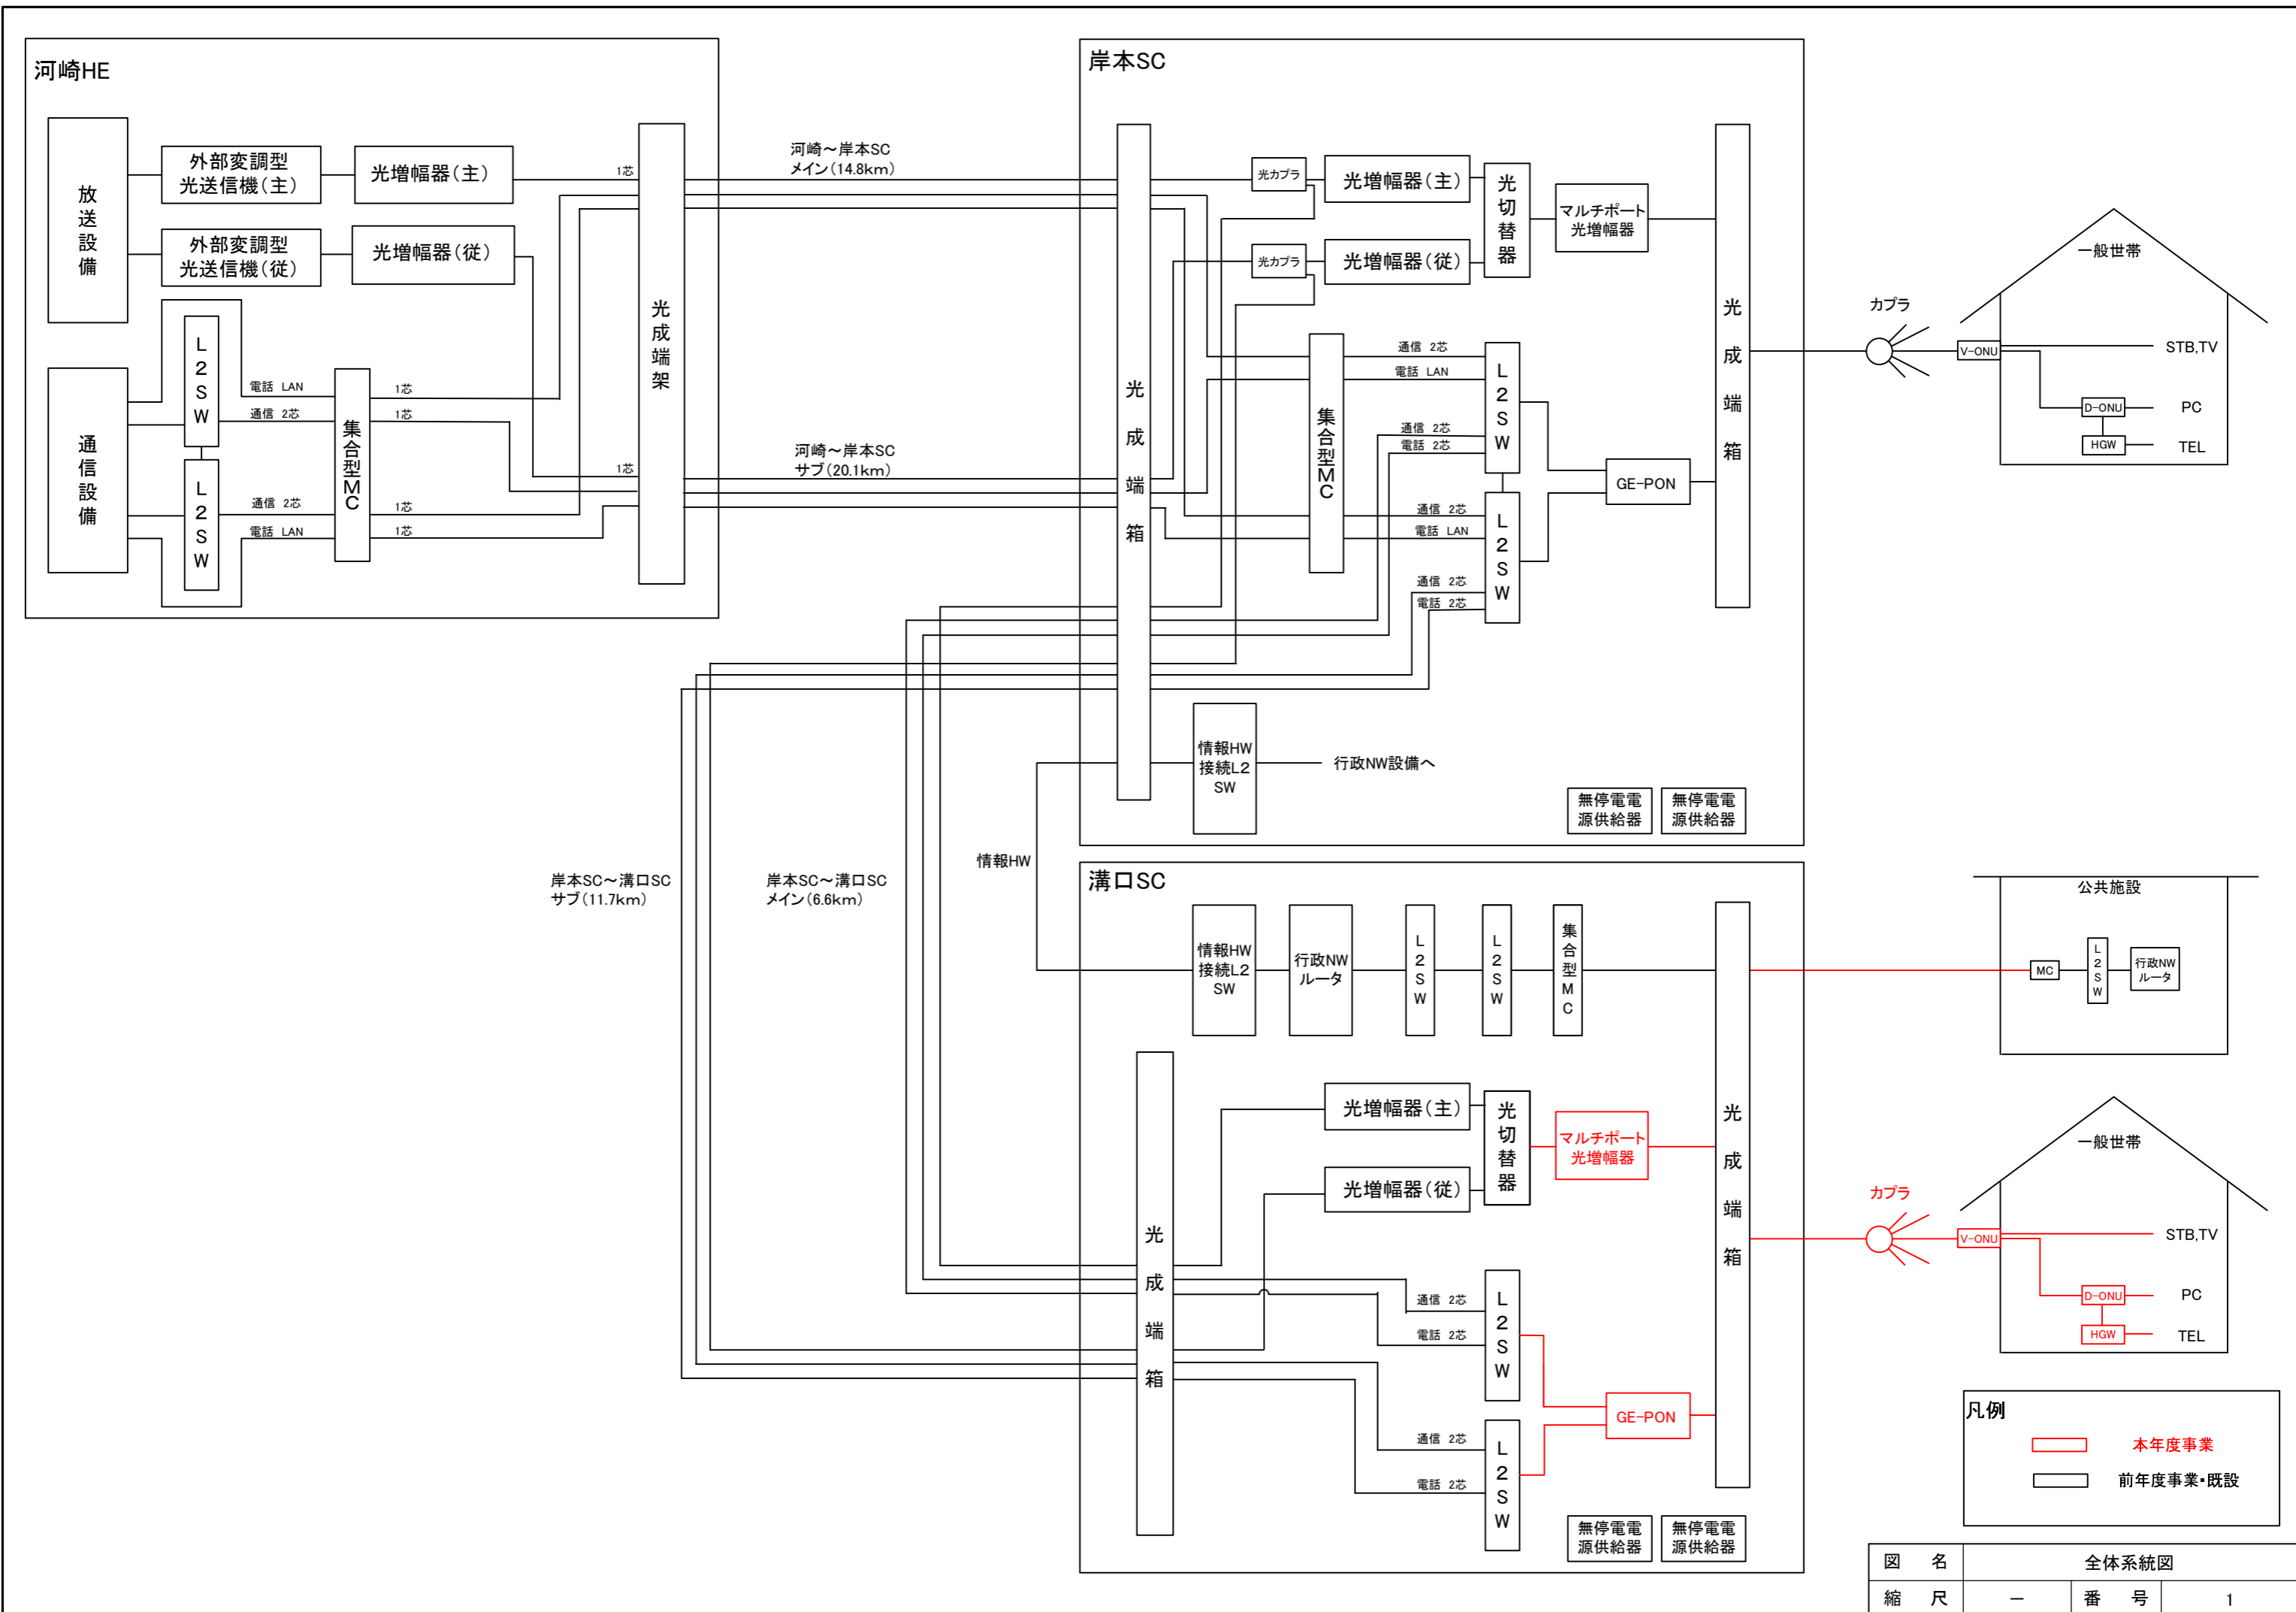 河崎HE
放送設備
外部変調型
光送信機(主)
光増幅器(主)
1芯
外部変調型
光送信機(従)
光増幅器(従)
光成端架
通信設備
L2SW
L2SW
電話 LAN
通信 2芯
通信 2芯
電話 LAN
集合型MC
1芯
1芯
1芯
1芯
1芯
河崎～岸本SC
メイン(14.8km)
河崎～岸本SC
サブ(20.1km)
岸本SC
光成端箱
光カプラ
光増幅器(主)
光カプラ
光増幅器(従)
光切替器
マルチポート
光増幅器
集合型MC
通信 2芯
電話 LAN
通信 2芯
電話 2芯
通信 2芯
電話 LAN
通信 2芯
電話 2芯
L2SW
L2SW
GE-PON
光成端箱
情報HW
接続L2
SW
行政NW設備へ
無停電電
源供給器
無停電電
源供給器
カプラ
一般世帯
V-ONU
STB,TV
D-ONU
PC
HGW
TEL
岸本SC～溝口SC
サブ(11.7km)
岸本SC～溝口SC
メイン(6.6km)
情報HW
溝口SC
情報HW
接続L2
SW
行政NW
ルータ
L2SW
L2SW
集合型MC
光成端箱
光増幅器(主)
光増幅器(従)
光切替器
マルチポート
光増幅器
光成端箱
通信 2芯
電話 2芯
通信 2芯
電話 2芯
L2SW
L2SW
GE-PON
無停電電
源供給器
無停電電
源供給器
公共施設
MC
L2SW
行政NW
ルータ
カプラ
一般世帯
V-ONU
STB,TV
D-ONU
PC
HGW
TEL
凡例
本年度事業
前年度事業・既設
図 名 全体系統図
縮 尺 － 番 号 1